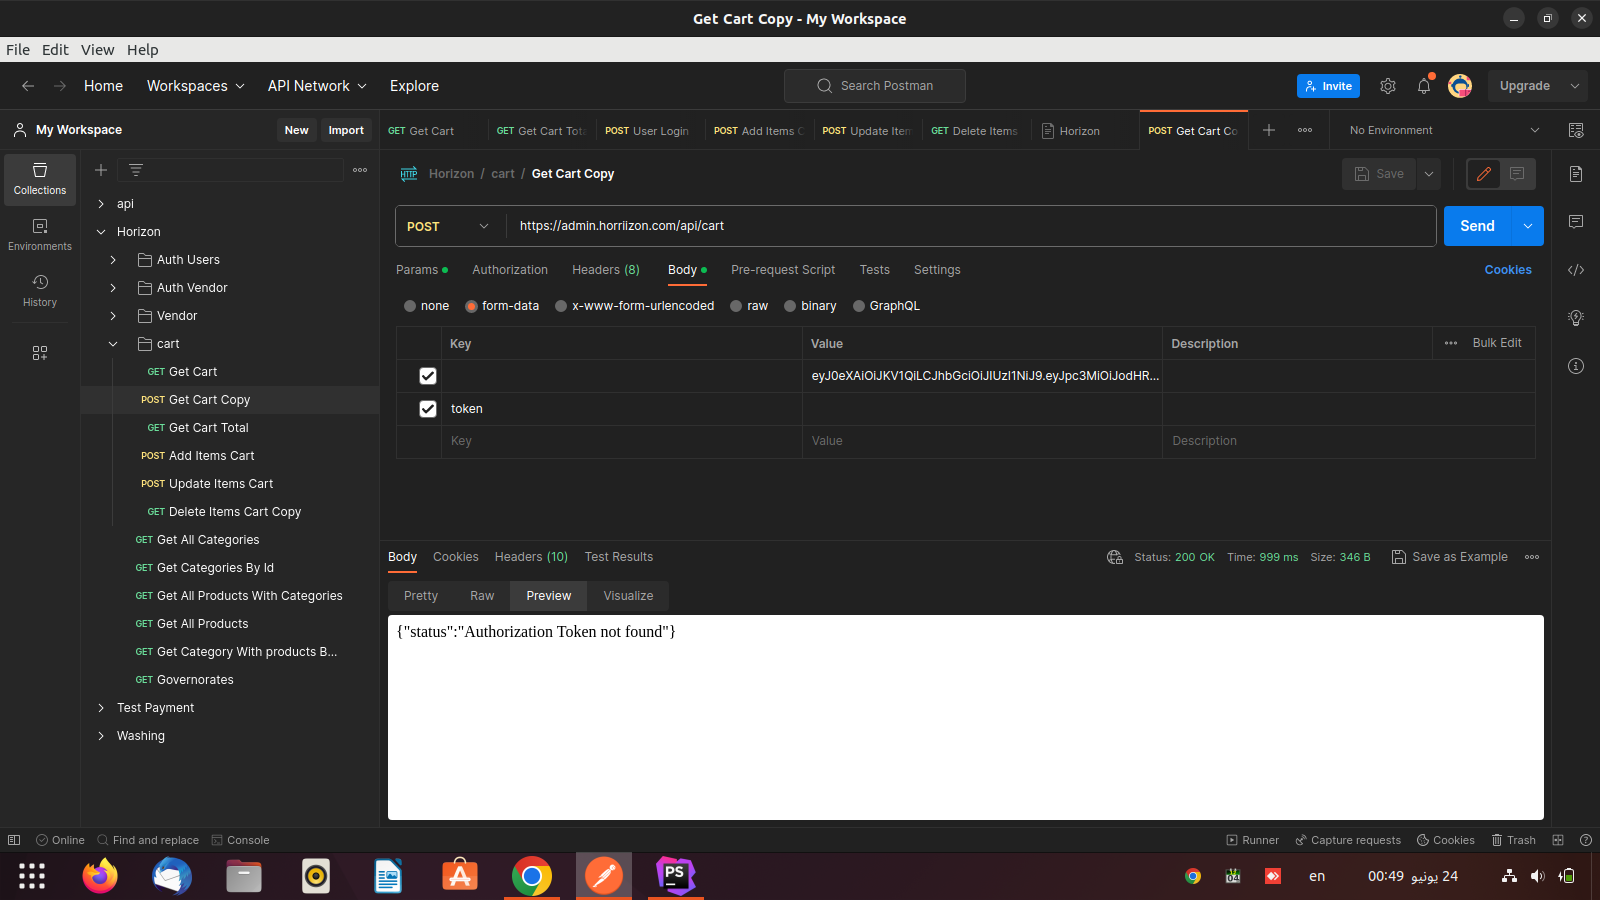 Get Cart Copy - My Workspace
File Edit View Help
Home Workspaces API Network Explore
Search Postman
Invite
Upgrade
My Workspace
New Import
GET Get Cart
GET Get Cart Tota
POST User Login
POST Add Items C
POST Update Item
GET Delete Items
Horizon
POST Get Cart Co
No Environment
Collections
Environments
History
api
Horizon
Auth Users
Auth Vendor
Vendor
cart
GET Get Cart
POST Get Cart Copy
GET Get Cart Total
POST Add Items Cart
POST Update Items Cart
GET Delete Items Cart Copy
GET Get All Categories
GET Get Categories By Id
GET Get All Products With Categories
GET Get All Products
GET Get Category With products B...
GET Governorates
Test Payment
Washing
HTTP Horizon / cart / Get Cart Copy
Save
POST https://admin.horriizon.com/api/cart
Send
Params Authorization Headers (8) Body Pre-request Script Tests Settings
Cookies
none form-data x-www-form-urlencoded raw binary GraphQL
Key Value Description
Bulk Edit
eyJ0eXAiOiJKV1QiLCJhbGciOiJIUzI1NiJ9.eyJpc3MiOiJodHR...
token
Key Value Description
Body Cookies Headers (10) Test Results
Status: 200 OK Time: 999 ms Size: 346 B
Save as Example
Pretty Raw Preview Visualize
{"status":"Authorization Token not found"}
Online Find and replace Console
Runner Capture requests Cookies Trash
PS
04
en
24 يونيو 00:49